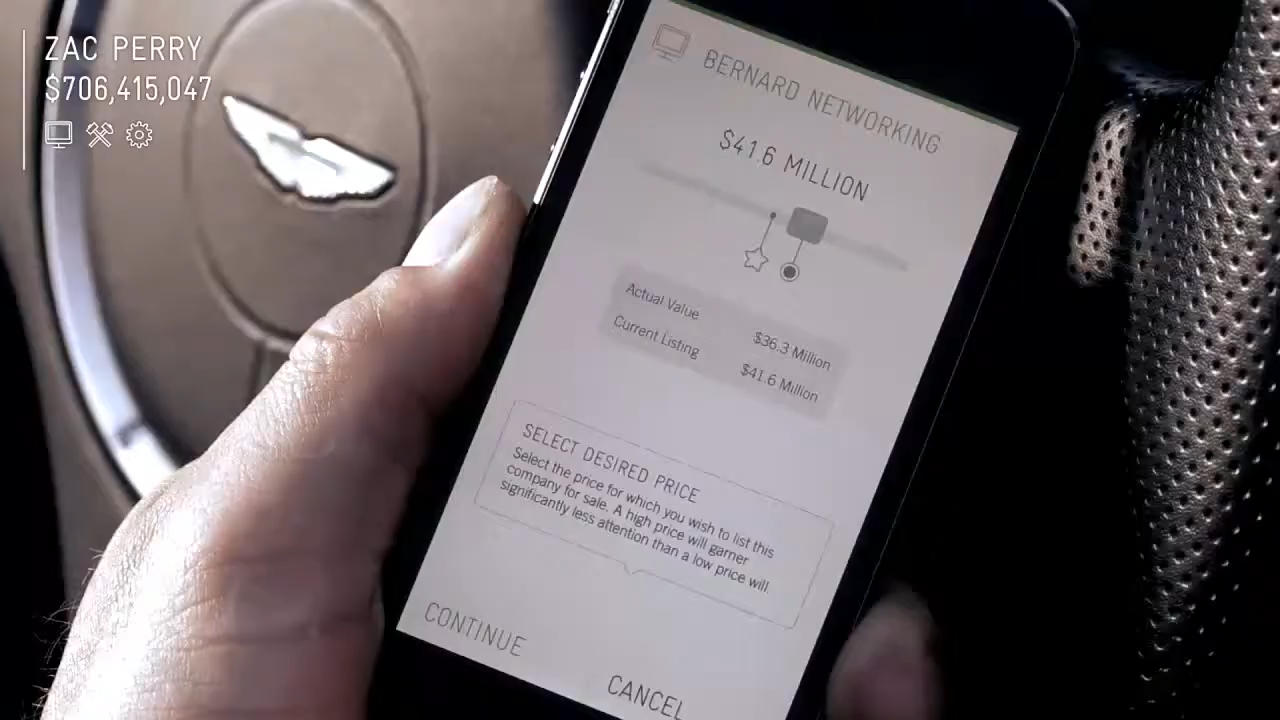 ZAC PERRY
$706,415,047
BERNARD NETWORKING
$41.6 MILLION
Actual Value $36.3 Million
Current Listing $41.6 Million
SELECT DESIRED PRICE
Select the price for which you wish to list this
company for sale. A high price will garner
significantly less attention than a low price will.
CONTINUE
CANCEL